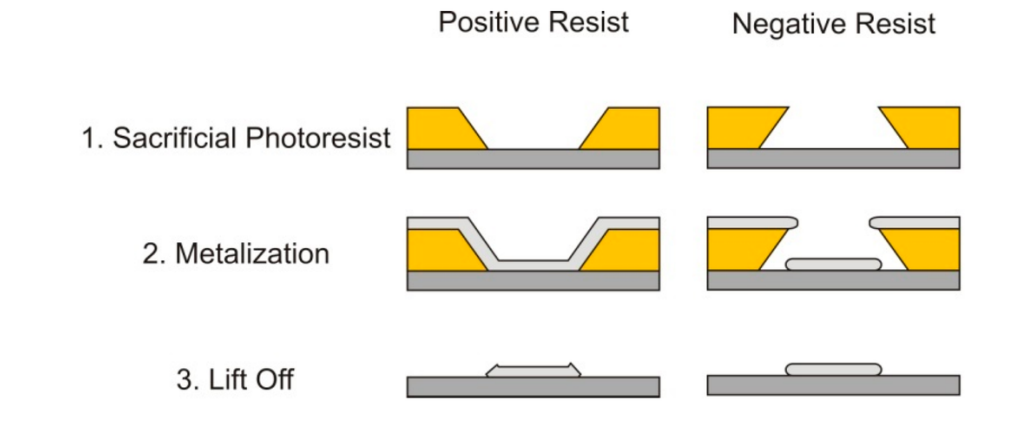 Positive Resist
Negative Resist
1. Sacrificial Photoresist
2. Metalization
3. Lift Off